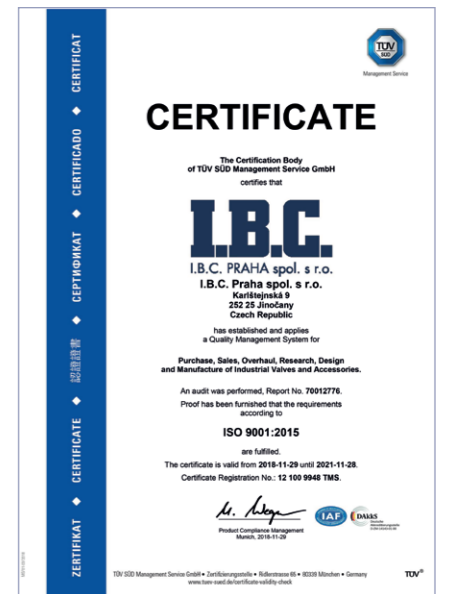 ZERTIFIKAT ◆ CERTIFICATE ◆ 認證證書 ◆ СЕРТИФИКАТ ◆ CERTIFICADO ◆ CERTIFICAT
TÜV
SÜD
Management Service
CERTIFICATE
The Certification Body
of TÜV SÜD Management Service GmbH
certifies that
I.B.C.
I.B.C. PRAHA spol. s r.o.
I.B.C. Praha spol. s r.o.
Karlštejnská 9
252 25 Jinočany
Czech Republic
has established and applies
a Quality Management System for
Purchase, Sales, Overhaul, Research, Design
and Manufacture of Industrial Valves and Accessories.
An audit was performed, Report No. 70012776.
Proof has been furnished that the requirements
according to
ISO 9001:2015
are fulfilled.
The certificate is valid from 2018-11-29 until 2021-11-28.
Certificate Registration No.: 12 100 9948 TMS.
Product Compliance Management
Munich, 2018-11-29
IAF
DAkkS
Deutsche
Akkreditierungsstelle
TÜV SÜD Management Service GmbH • Zertifizierungsstelle • Ridlerstrasse 65 • 80339 München • Germany
www.tuev-sued.de/certificate-validity-check
TÜV®